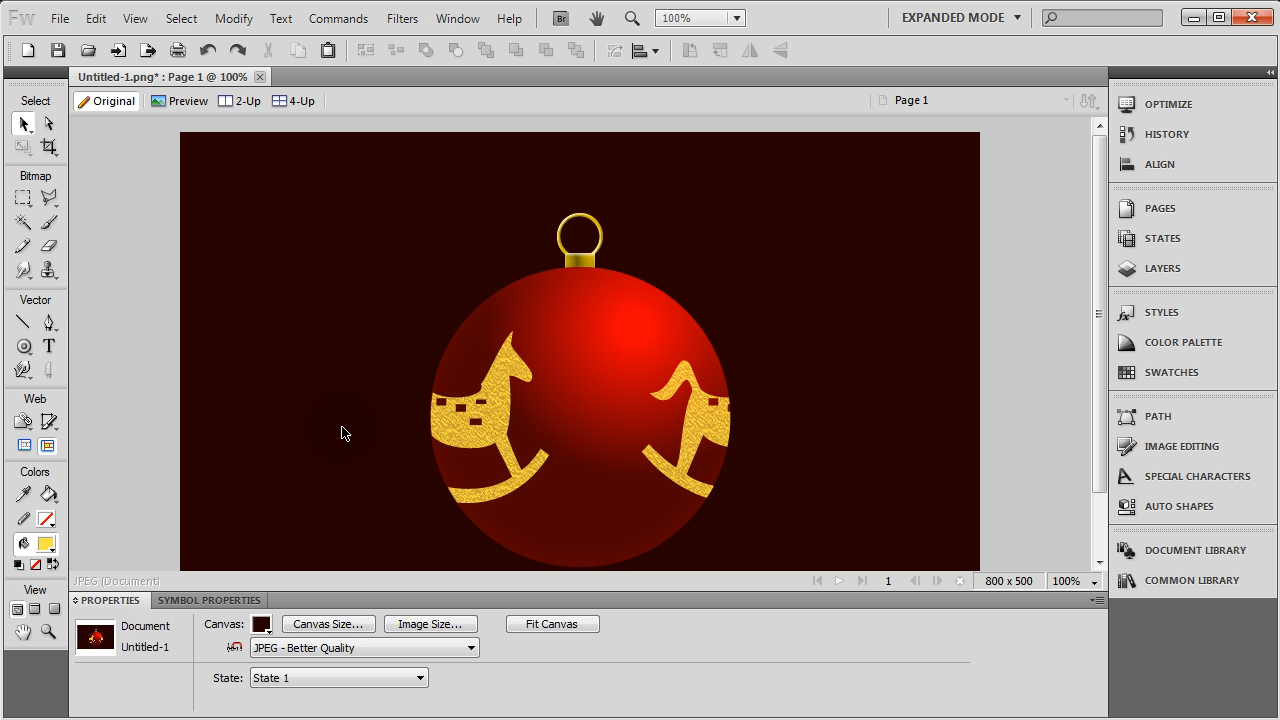 Fw File Edit View Select Modify Text Commands Filters Window Help Br 100% EXPANDED MODE
Untitled-1.png* : Page 1 @ 100%
Original Preview 2-Up 4-Up Page 1
Select
Bitmap
Vector
T
Web
Colors
View
OPTIMIZE
HISTORY
ALIGN
PAGES
STATES
LAYERS
STYLES
COLOR PALETTE
SWATCHES
PATH
IMAGE EDITING
SPECIAL CHARACTERS
AUTO SHAPES
DOCUMENT LIBRARY
COMMON LIBRARY
JPEG (Document) 1 800 x 500 100%
PROPERTIES SYMBOL PROPERTIES
Document
Untitled-1
Canvas: Canvas Size... Image Size... Fit Canvas
JPEG - Better Quality
State: State 1